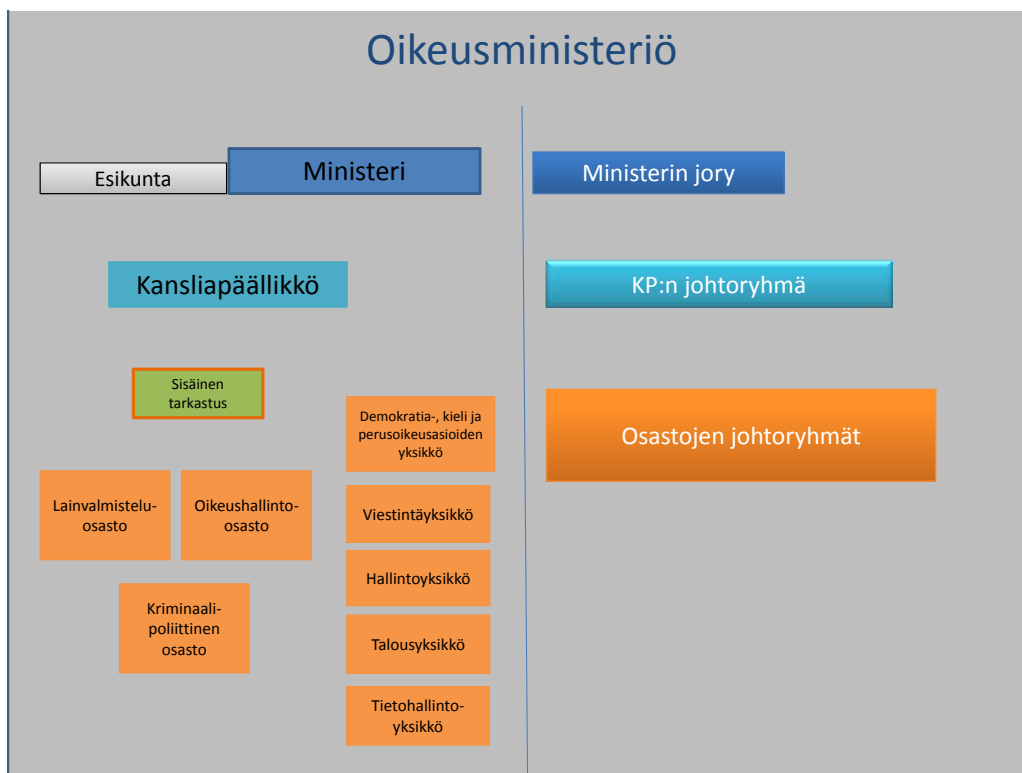 Oikeusministeriö
Esikunta
Ministeri
Ministerin jory
Kansliapäällikkö
KP:n johtoryhmä
Sisäinen
tarkastus
Demokratia-, kieli ja
perusoikeusasioiden
yksikkö
Osastojen johtoryhmät
Lainvalmistelu-
osasto
Oikeushallinto-
osasto
Viestintäyksikkö
Hallintoyksikkö
Kriminaali-
poliittinen
osasto
Talousyksikkö
Tietohallinto-
yksikkö